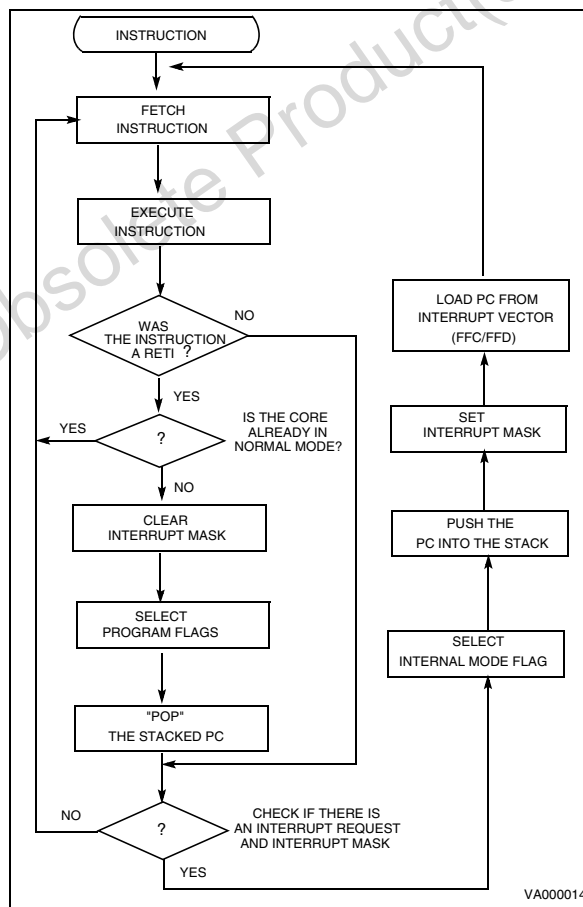 INSTRUCTION
FETCH
INSTRUCTION
EXECUTE
INSTRUCTION
WAS
THE INSTRUCTION
A RETI ?
NO
YES
?
IS THE CORE
ALREADY IN
NORMAL MODE?
YES
NO
CLEAR
INTERRUPT MASK
SELECT
PROGRAM FLAGS
"POP"
THE STACKED PC
?
CHECK IF THERE IS
AN INTERRUPT REQUEST
AND INTERRUPT MASK
NO
YES
SELECT
INTERNAL MODE FLAG
PUSH THE
PC INTO THE STACK
SET
INTERRUPT MASK
LOAD PC FROM
INTERRUPT VECTOR
(FFC/FFD)
VA000014
Obsolete Product(